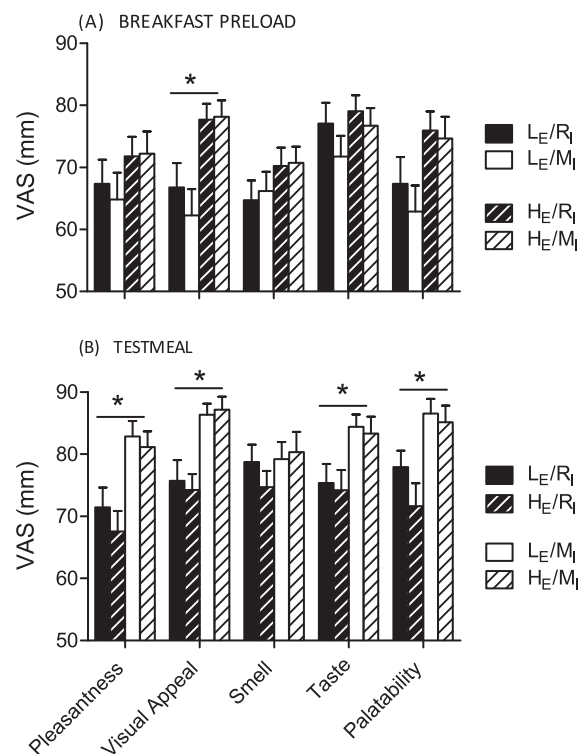 (A) BREAKFAST PRELOAD
90
80
70
60
50
VAS (mm)
*
L_E/R_I
L_E/M_I
H_E/R_I
H_E/M_I
(B) TESTMEAL
90
80
70
60
50
VAS (mm)
* * * *
L_E/R_I
H_E/R_I
L_E/M_I
H_E/M_I
Pleasantness
Visual Appeal
Smell
Taste
Palatability